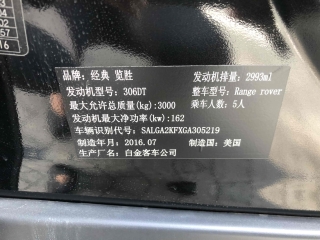 品牌：经典 览胜 发动机排量：2993ml
发动机型号：306DT 整车型号：Range rover
最大允许总质量(kg)：3000 乘车人数：5人
发动机最大净功率(kw)：162
车辆识别代号：SALGA2KFXGA305219
制造年月：2016.07 制造国：美国
生产厂名：白金客车公司